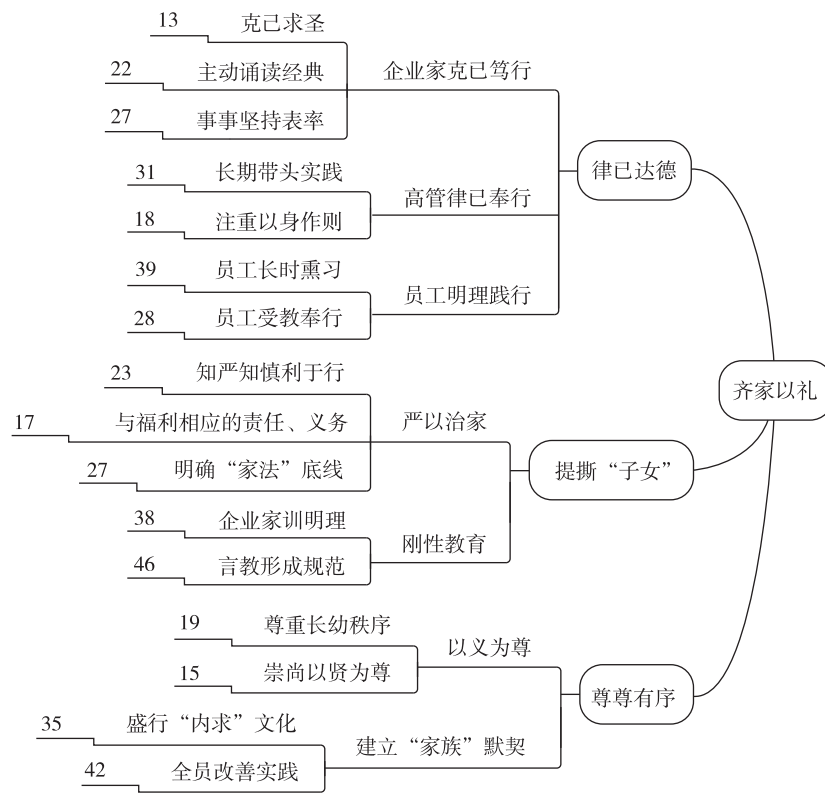 13 克己求圣
22 主动诵读经典
27 事事坚持表率
企业家克已笃行
31 长期带头实践
18 注重以身作则
高管律已奉行
39 员工长时熏习
28 员工受教奉行
员工明理践行
律已达德
23 知严知慎利于行
17 与福利相应的责任、义务
27 明确“家法”底线
严以治家
38 企业家训明理
46 言教形成规范
刚性教育
提撕“子女”
19 尊重长幼秩序
15 崇尚以贤为尊
以义为尊
35 盛行“内求”文化
42 全员改善实践
建立“家族”默契
尊尊有序
齐家以礼